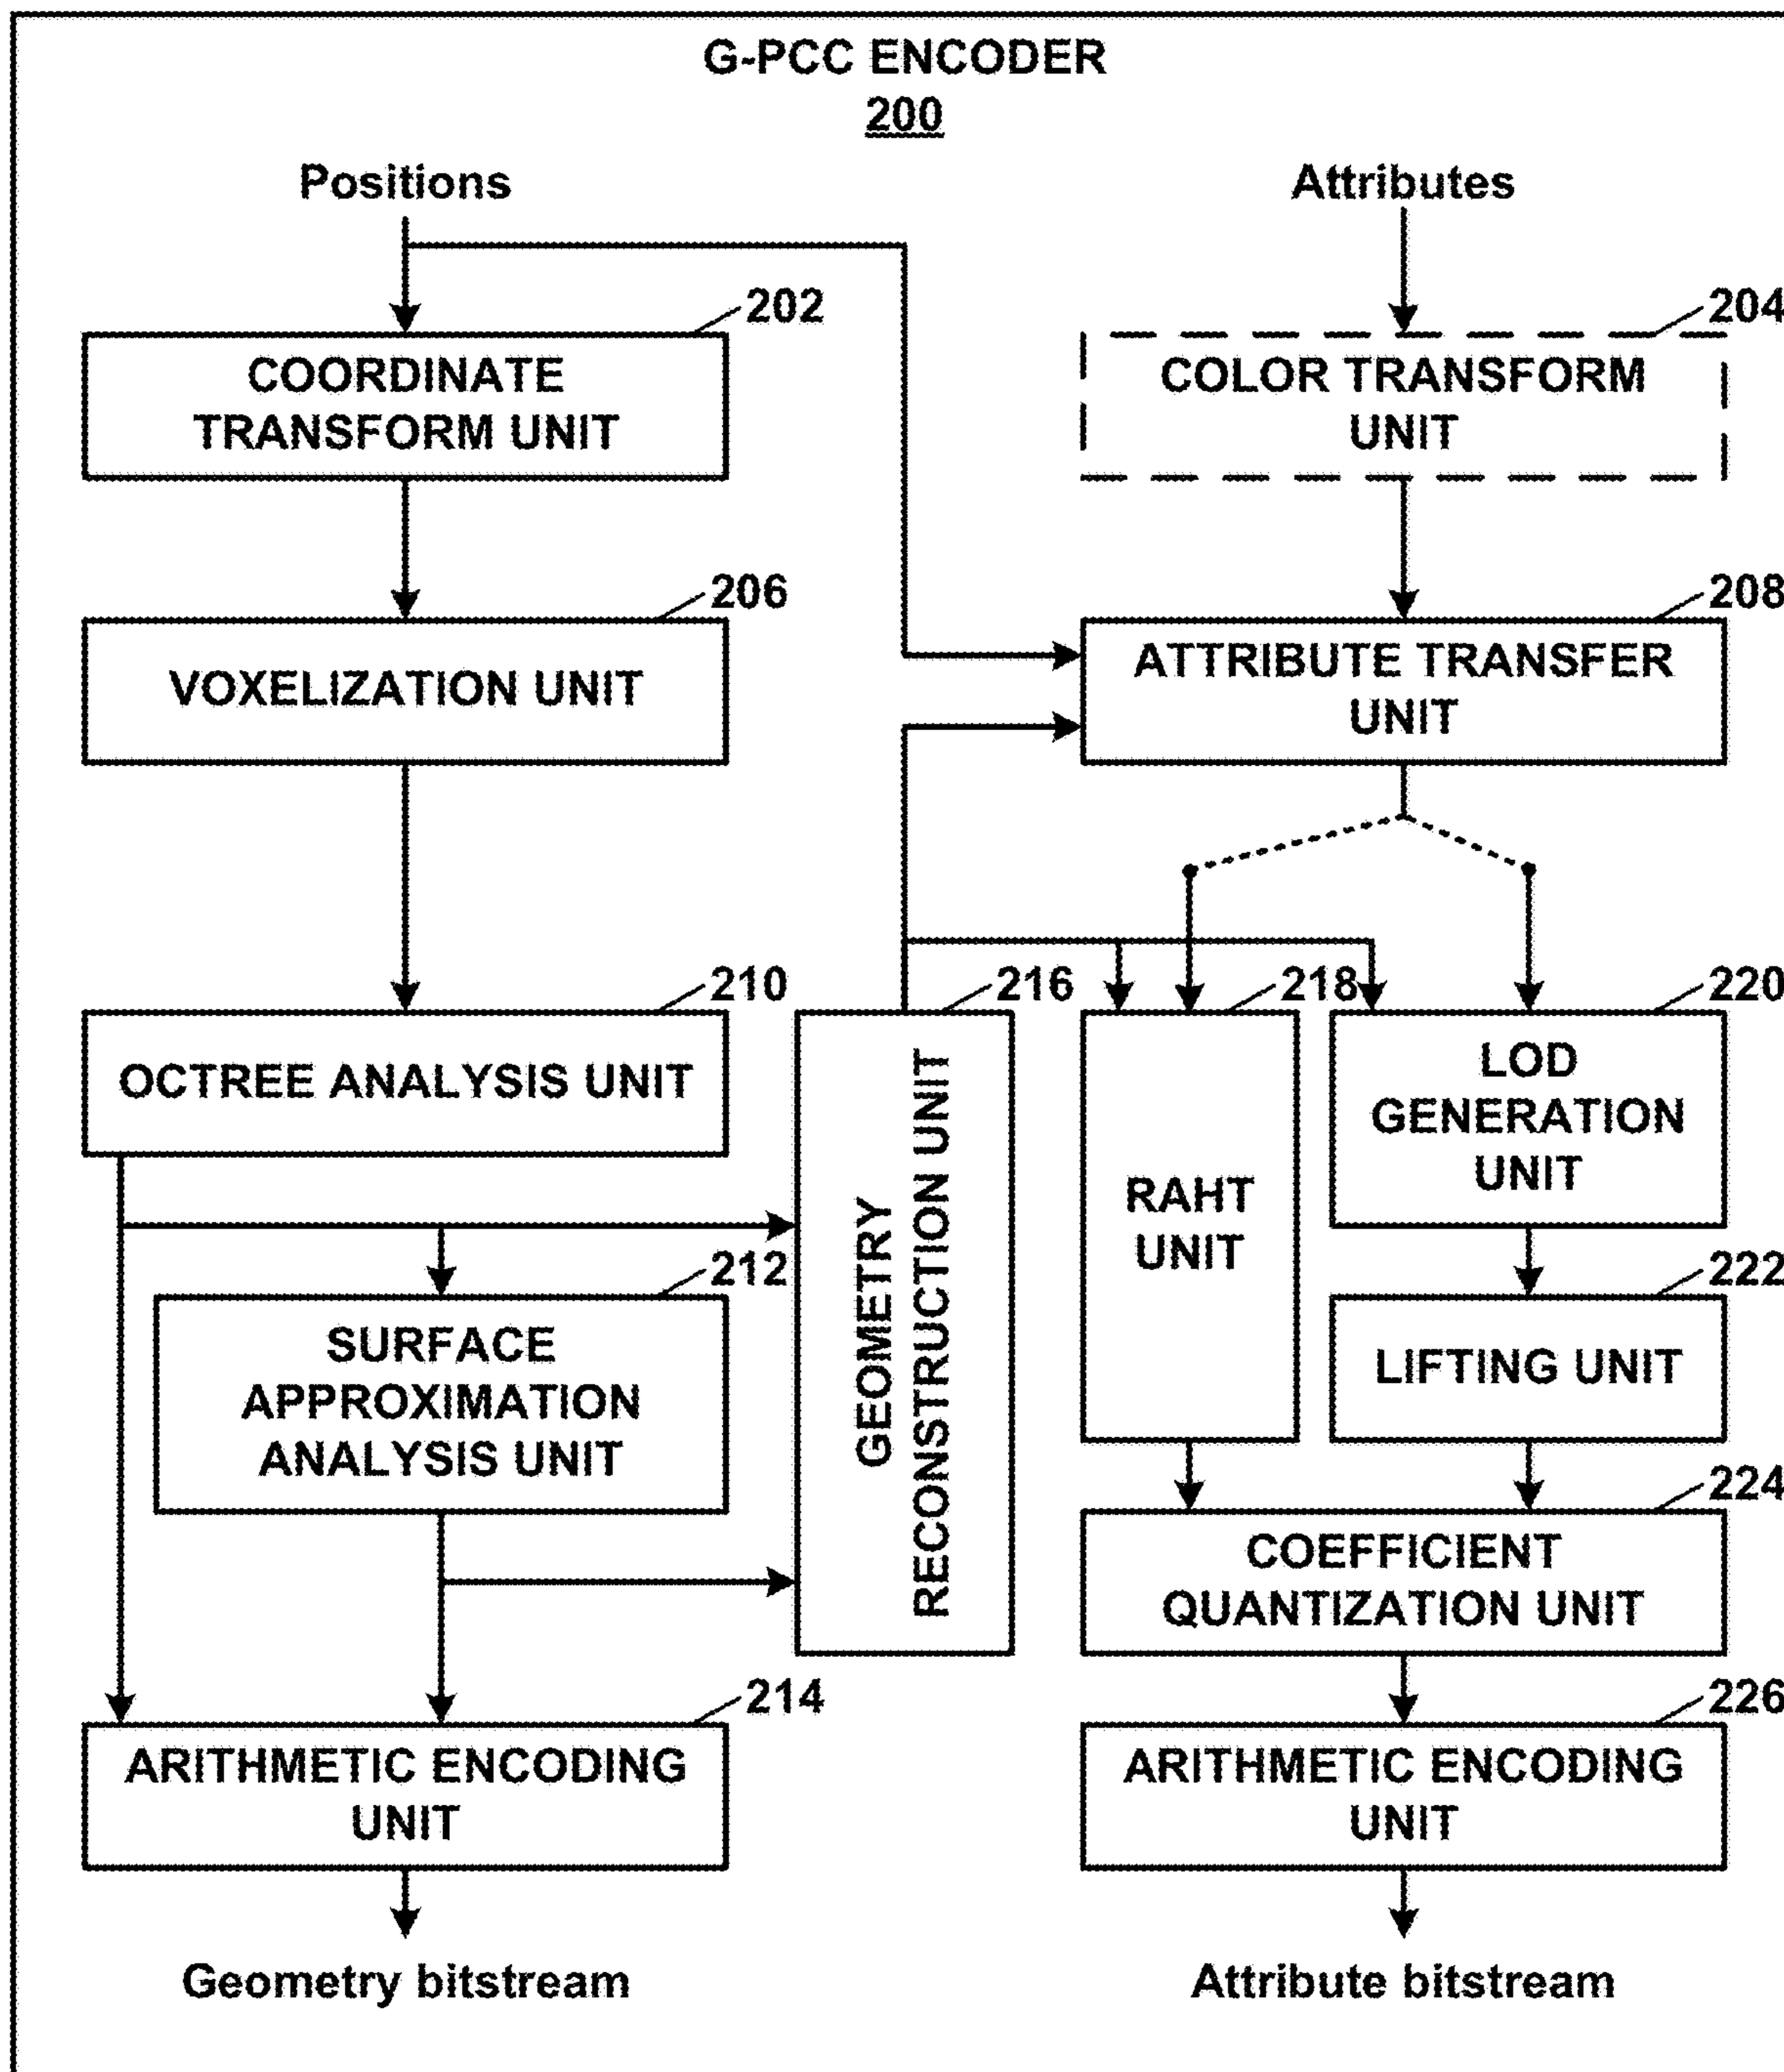 G-PCC ENCODER
200
Positions
Attributes
202
204
COORDINATE
TRANSFORM UNIT
COLOR TRANSFORM
UNIT
206
208
VOXELIZATION UNIT
ATTRIBUTE TRANSFER
UNIT
210
216
218
220
OCTREE ANALYSIS UNIT
GEOMETRY
RECONSTRUCTION UNIT
RAHT
UNIT
LOD
GENERATION
UNIT
212
222
SURFACE
APPROXIMATION
ANALYSIS UNIT
LIFTING UNIT
224
COEFFICIENT
QUANTIZATION UNIT
214
226
ARITHMETIC ENCODING
UNIT
ARITHMETIC ENCODING
UNIT
Geometry bitstream
Attribute bitstream